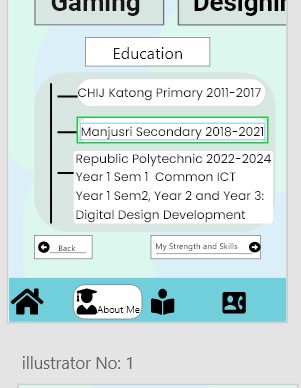 Gaming
Education
CHIJ Katong Primary 2011-2017
Manjusri Secondary 2018-2021
Republic Polytechnic 2022-2024
Year 1 Sem 1 Common ICT
Year 1 Sem2, Year 2 and Year 3:
Digital Design Development
Back
My Strength and Skills
About Me
illustrator No: 1